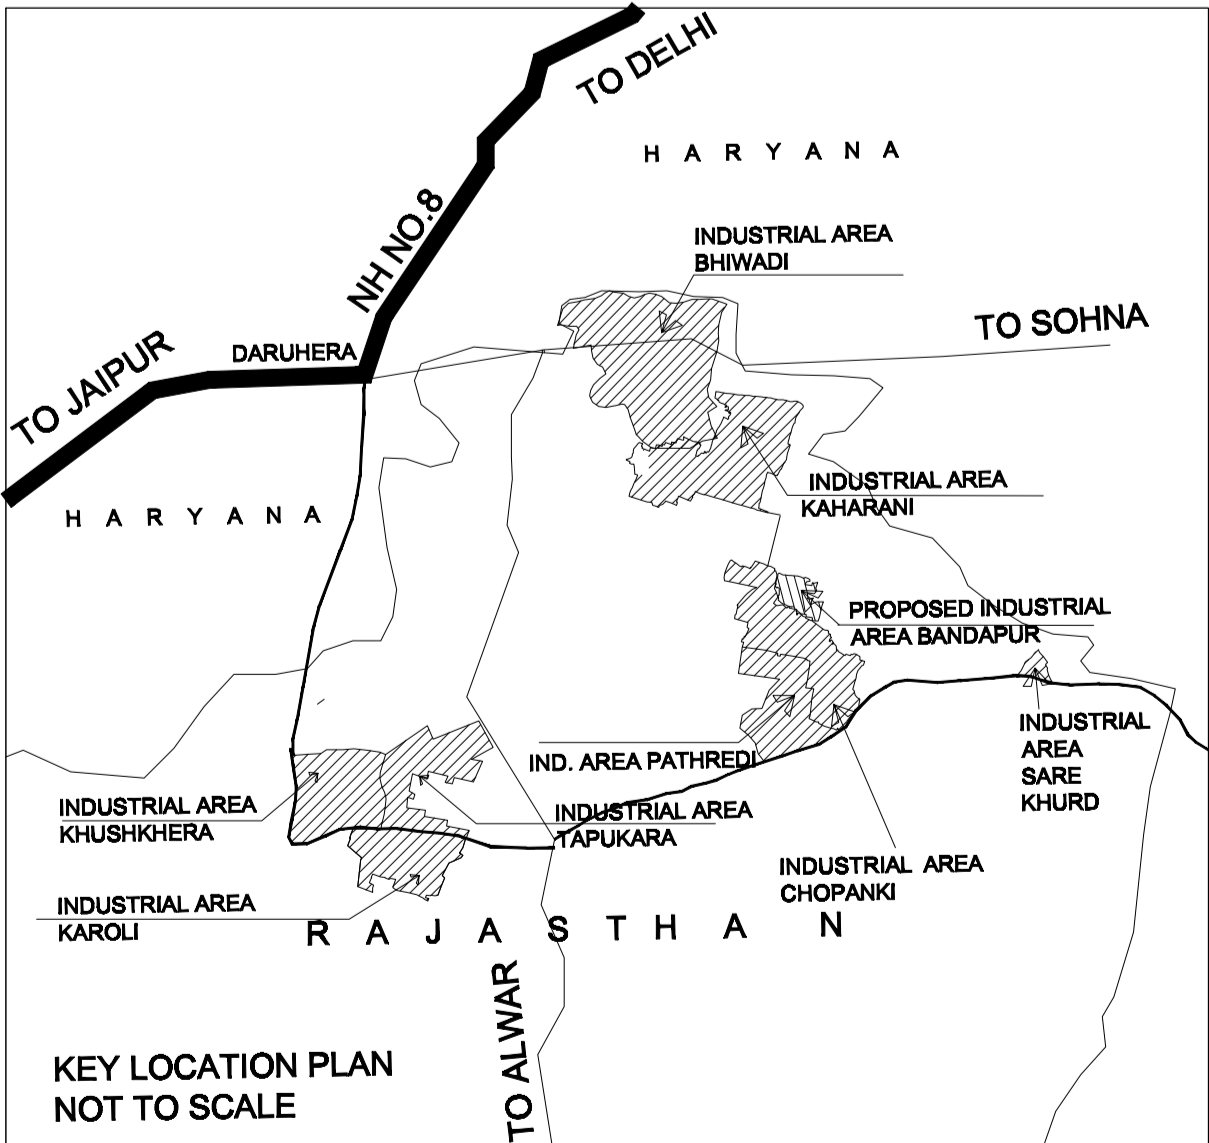 TO DELHI
H A R Y A N A
NH NO.8
INDUSTRIAL AREA
BHIWADI
TO SOHNA
TO JAIPUR
DARUHERA
INDUSTRIAL AREA
KAHARANI
H A R Y A N A
PROPOSED INDUSTRIAL
AREA BANDAPUR
INDUSTRIAL
AREA
SARE
KHURD
IND. AREA PATHREDI
INDUSTRIAL AREA
KHUSHKHERA
INDUSTRIAL AREA
TAPUKARA
INDUSTRIAL AREA
CHOPANKI
INDUSTRIAL AREA
KAROLI
R A J A S T H A N
TO ALWAR
KEY LOCATION PLAN
NOT TO SCALE